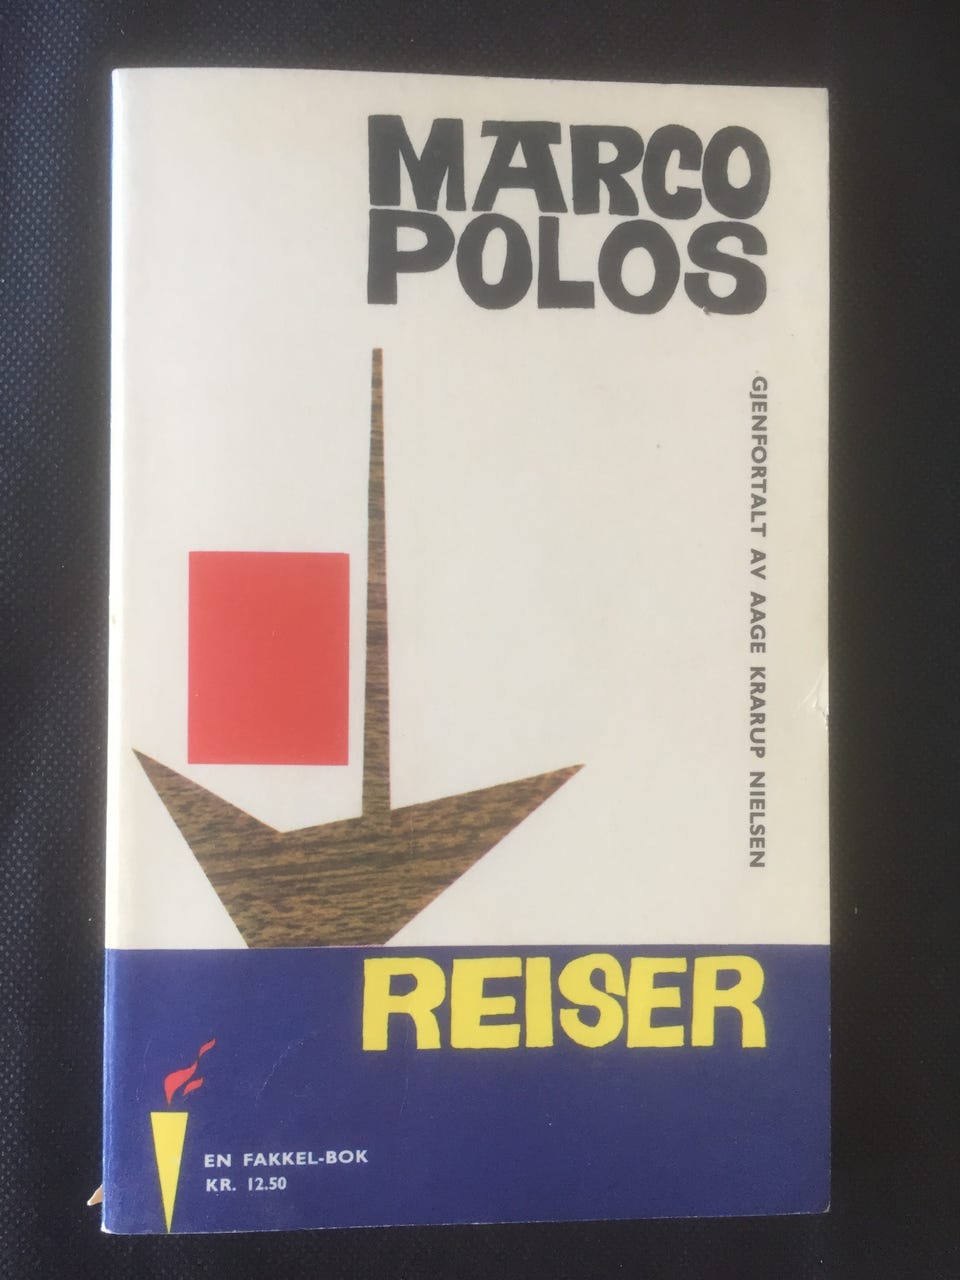 MARCO
POLOS
GJENFORTALT AV AAGE KRARUP NIELSEN
REISER
EN FAKKEL-BOK
KR. 12.50